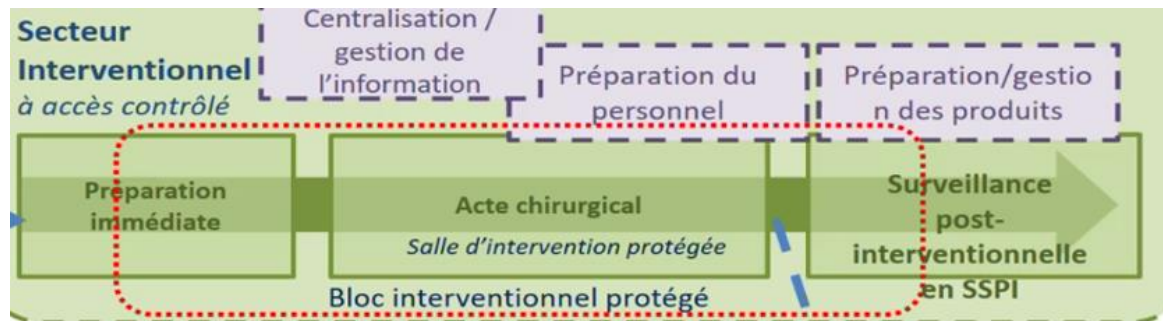 Secteur
Interventionnel
à accès contrôlé
Centralisation /
gestion de
l'information
Préparation du
personnel
Préparation/gestio
n des produits
Préparation
immédiate
Acte chirurgical
Salle d'intervention protégée
Surveillance
post-
interventionnelle
en SSPI
Bloc interventionnel protégé